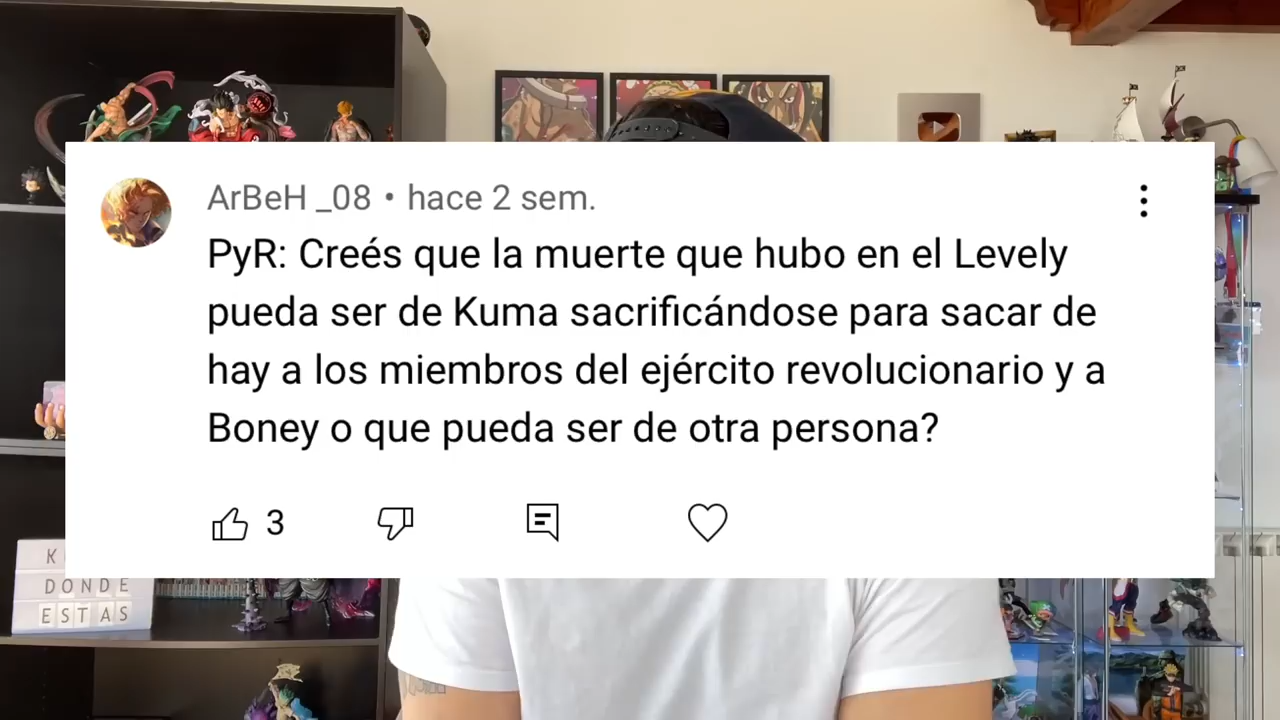 ArBeH _08 • hace 2 sem.
PyR: Creés que la muerte que hubo en el Levely
pueda ser de Kuma sacrificándose para sacar de
hay a los miembros del ejército revolucionario y a
Boney o que pueda ser de otra persona?
3
K
DONDE
ESTAS